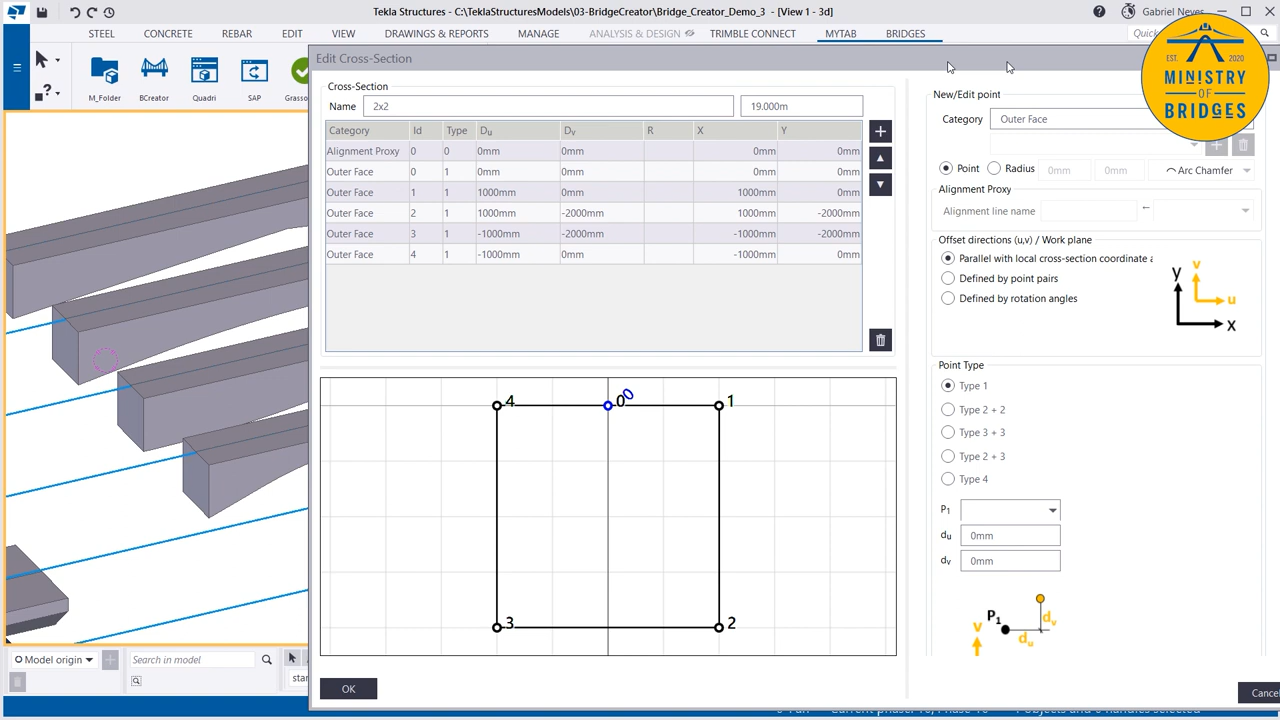 Tekla Structures - C:\TeklaStructuresModels\03-BridgeCreator\Bridge_Creator_Demo_3 - [View 1 - 3d]
Gabriel Neves
STEEL CONCRETE REBAR EDIT VIEW DRAWINGS & REPORTS MANAGE ANALYSIS & DESIGN TRIMBLE CONNECT MYTAB BRIDGES
M_Folder BCreator Quadri SAP
EST. 2020
MINISTRY
OF
BRIDGES
Edit Cross-Section
Cross-Section
Name 2x2 19.000m
Category Id Type Du Dv R X Y
Alignment Proxy 0 0 0mm 0mm 0mm 0mm
Outer Face 0 1 0mm 0mm 0mm 0mm
Outer Face 1 1 1000mm 0mm 1000mm 0mm
Outer Face 2 1 1000mm -2000mm 1000mm -2000mm
Outer Face 3 1 -1000mm -2000mm -1000mm -2000mm
Outer Face 4 1 -1000mm 0mm -1000mm 0mm
4 0 0 1
3 2
OK
New/Edit point
Category Outer Face
Point Radius 0mm 0mm Arc Chamfer
Alignment Proxy
Alignment line name
Offset directions (u,v) / Work plane
Parallel with local cross-section coordinate
Defined by point pairs
Defined by rotation angles
y v
u
x
Point Type
Type 1
Type 2 + 2
Type 3 + 3
Type 2 + 3
Type 4
P1
du 0mm
dv 0mm
P1 dv
v du
Model origin Search in model